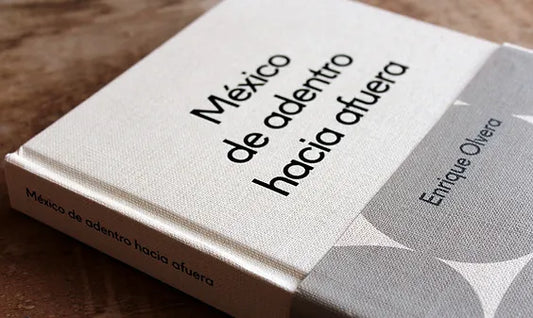 México
de adentro
hacia afuera
Enrique Olvera
México de adentro hacia afuera